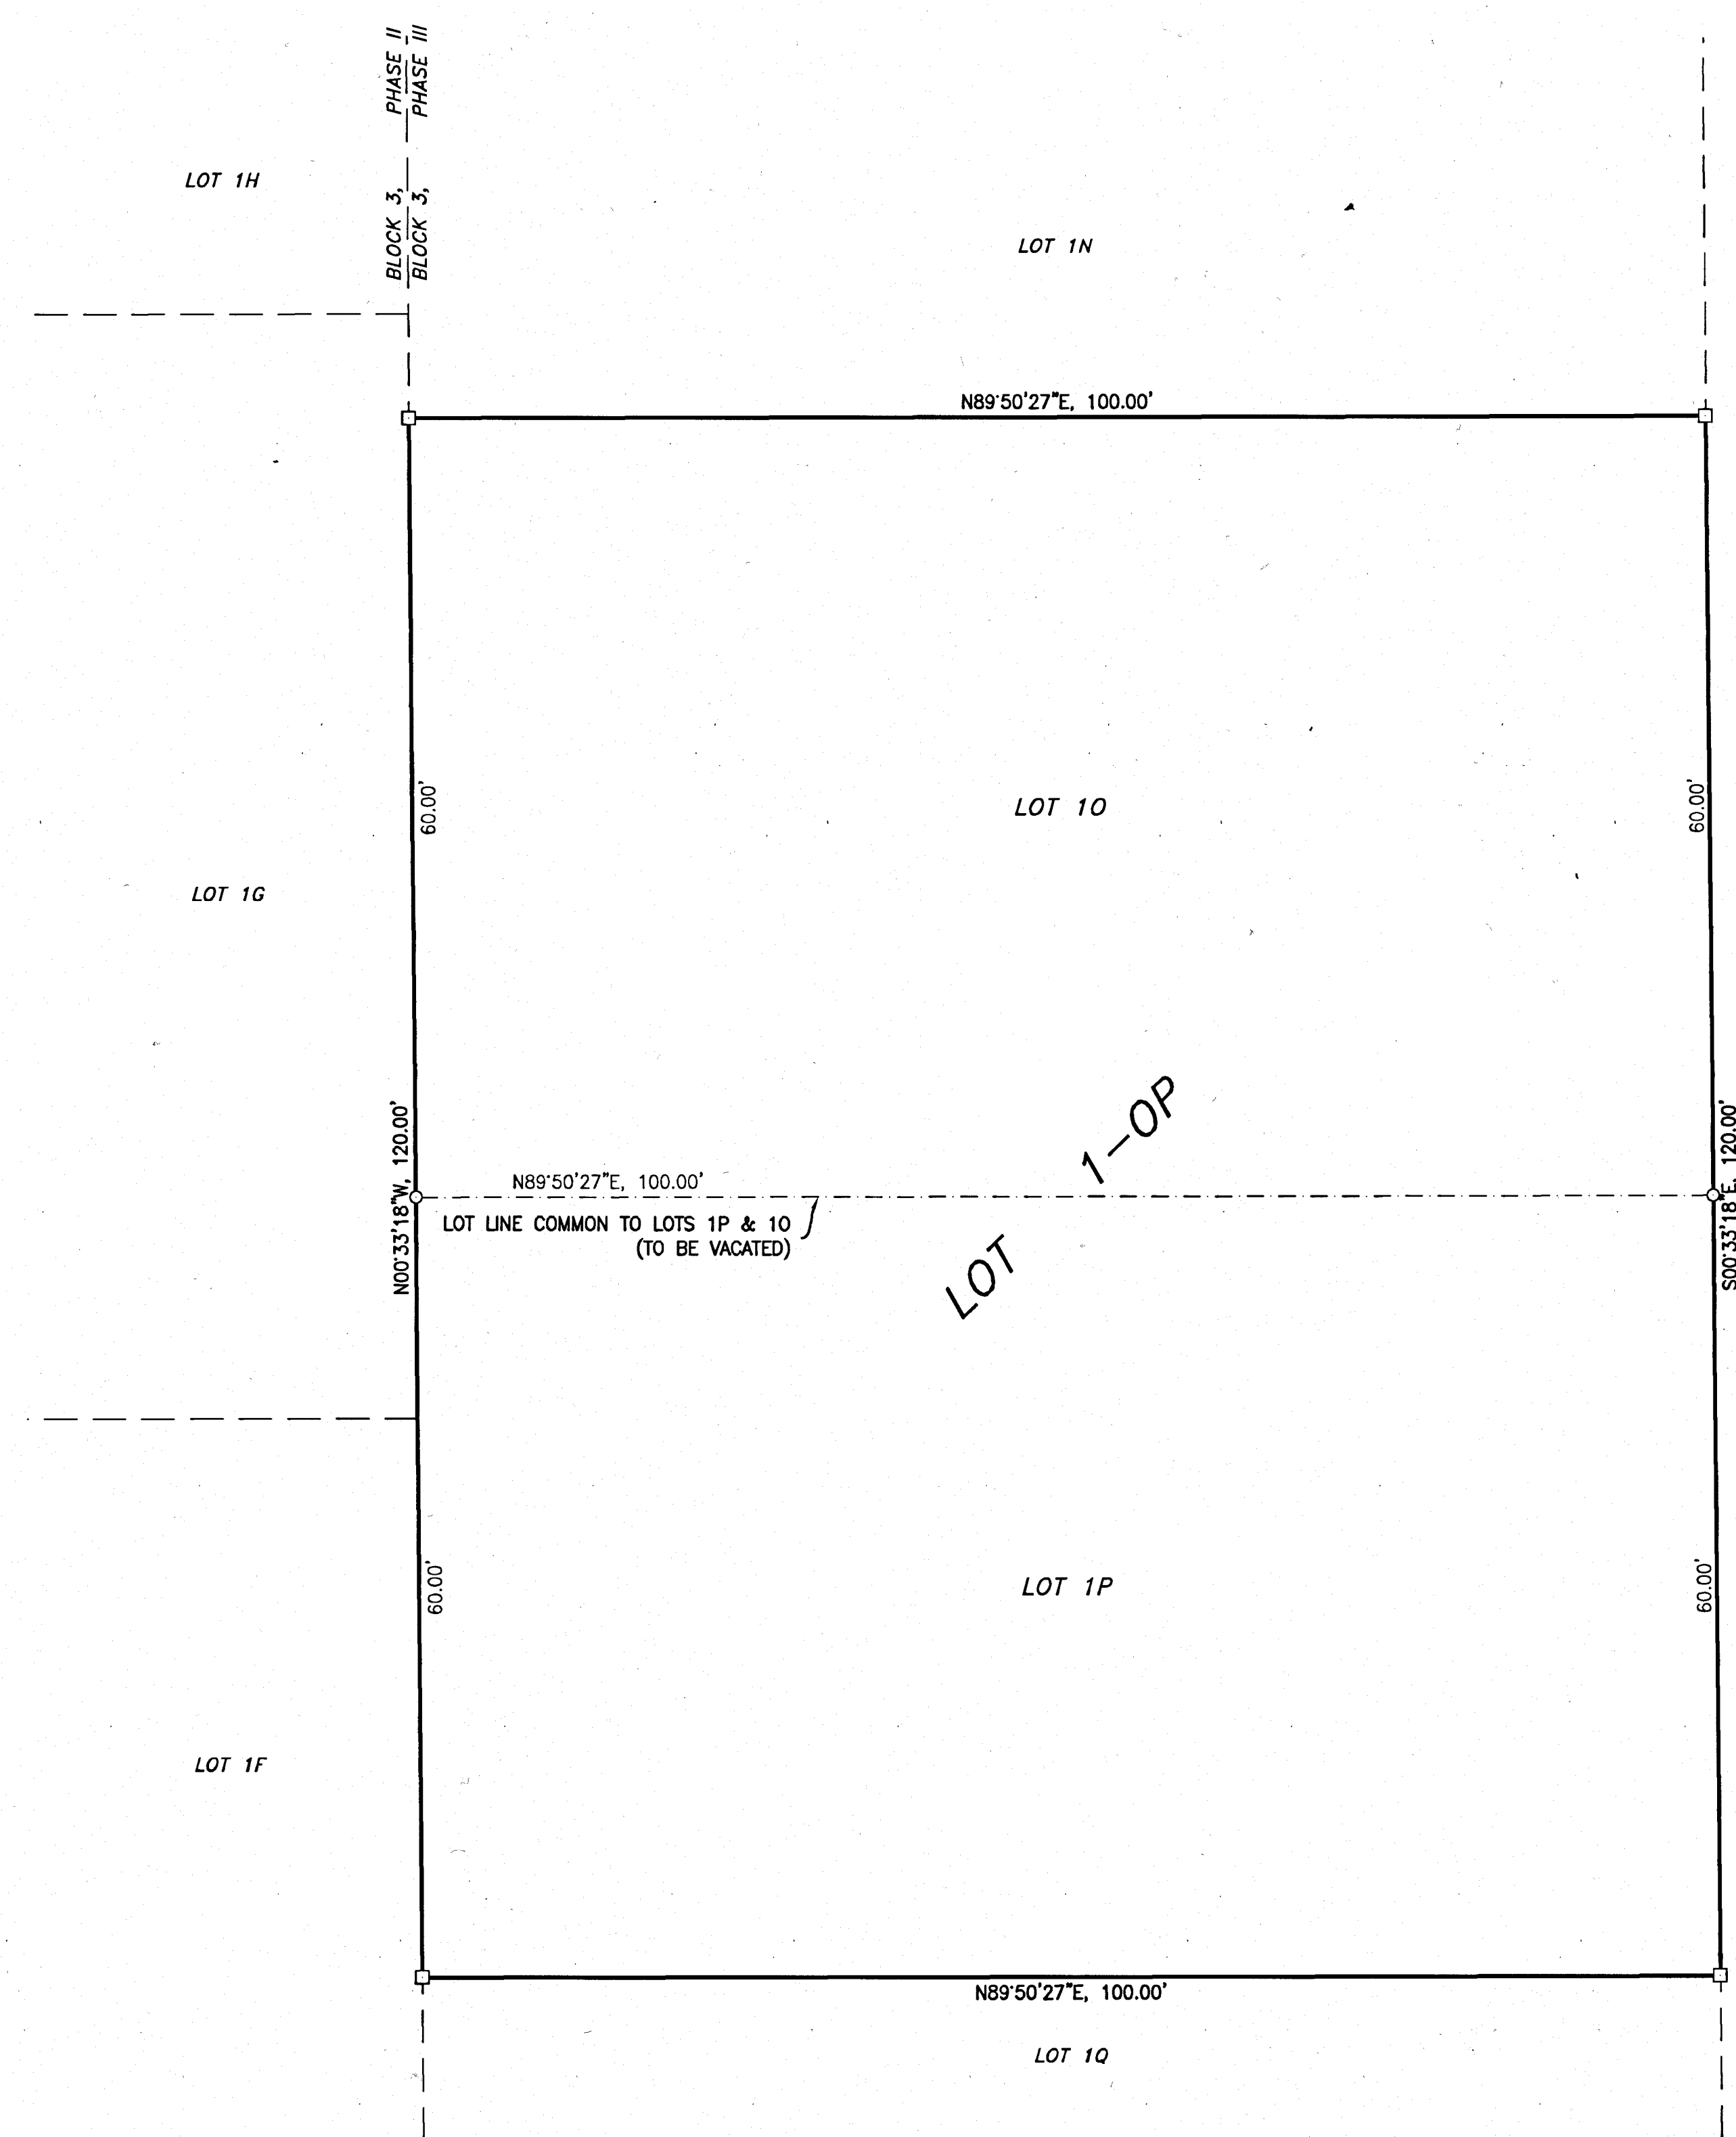 BLOCK 3, PHASE II
BLOCK 3, PHASE III
LOT 1H
LOT 1N
N89°50'27"E, 100.00'
60.00'
LOT 1O
60.00'
LOT 1G
LOT 1-OP
N00°33'18"W, 120.00'
S00°33'18"E, 120.00'
N89°50'27"E, 100.00'
LOT LINE COMMON TO LOTS 1P & 1O
(TO BE VACATED)
60.00'
LOT 1P
60.00'
LOT 1F
N89°50'27"E, 100.00'
LOT 1Q